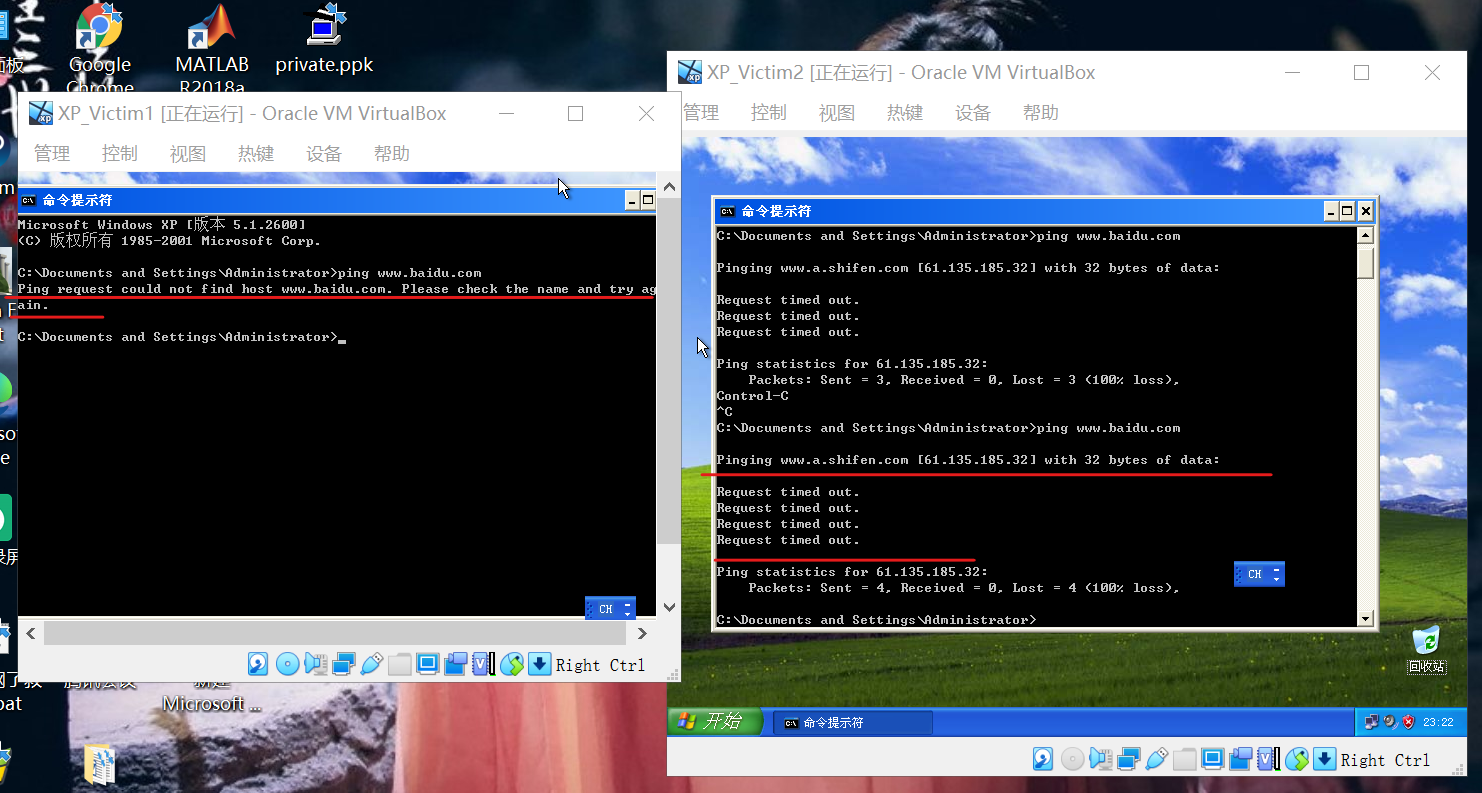 面板
Google
Chrome
MATLAB
R2018a
private.ppk
XP_Victim1 [正在运行] - Oracle VM VirtualBox
管理 控制 视图 热键 设备 帮助
命令提示符
Microsoft Windows XP [版本 5.1.2600]
(C) 版权所有 1985-2001 Microsoft Corp.
C:\Documents and Settings\Administrator>ping www.baidu.com
Ping request could not find host www.baidu.com. Please check the name and try ag
ain.
C:\Documents and Settings\Administrator>_
CH
Right Ctrl
腾讯会议
新建
Microsoft ...
XP_Victim2 [正在运行] - Oracle VM VirtualBox
管理 控制 视图 热键 设备 帮助
命令提示符
C:\Documents and Settings\Administrator>ping www.baidu.com
Pinging www.a.shifen.com [61.135.185.32] with 32 bytes of data:
Request timed out.
Request timed out.
Request timed out.
Ping statistics for 61.135.185.32:
Packets: Sent = 3, Received = 0, Lost = 3 (100% loss),
Control-C
^C
C:\Documents and Settings\Administrator>ping www.baidu.com
Pinging www.a.shifen.com [61.135.185.32] with 32 bytes of data:
Request timed out.
Request timed out.
Request timed out.
Request timed out.
Ping statistics for 61.135.185.32:
Packets: Sent = 4, Received = 0, Lost = 4 (100% loss),
C:\Documents and Settings\Administrator>
CH
回收站
开始
命令提示符
23:22
Right Ctrl